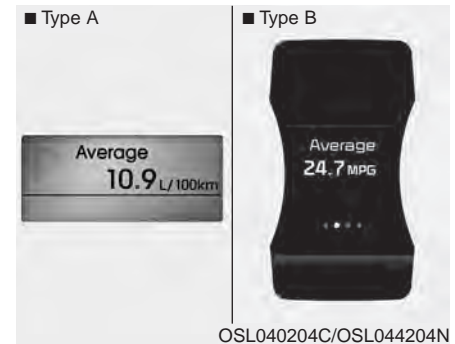 ■ Type A
■ Type B
Average
10.9 L/100km
Average
24.7 MPG
OSL040204C/OSL044204N